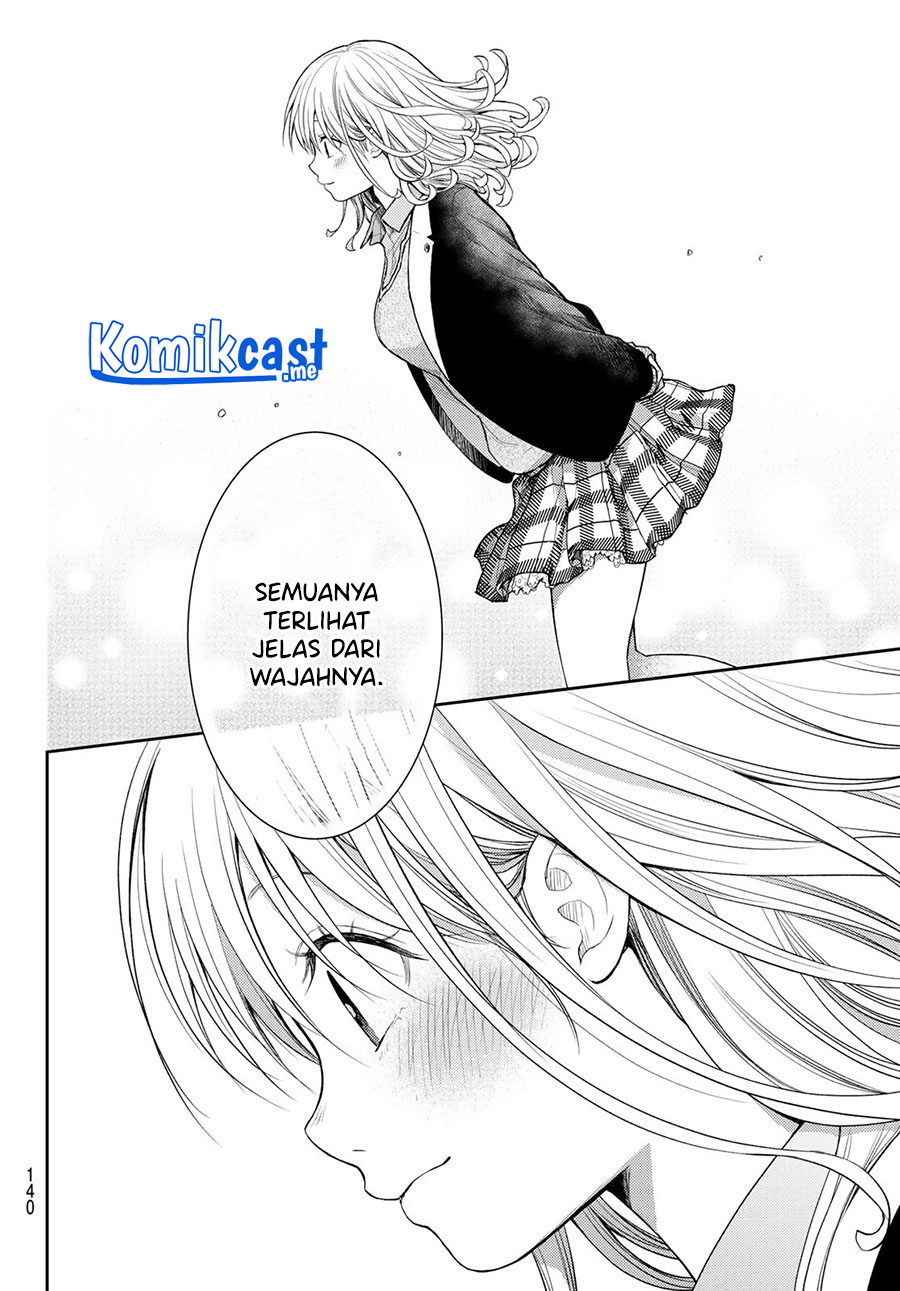 Komikcast
.me
SEMUANYA
TERLIHAT
JELAS DARI
WAJAHNYA.
140